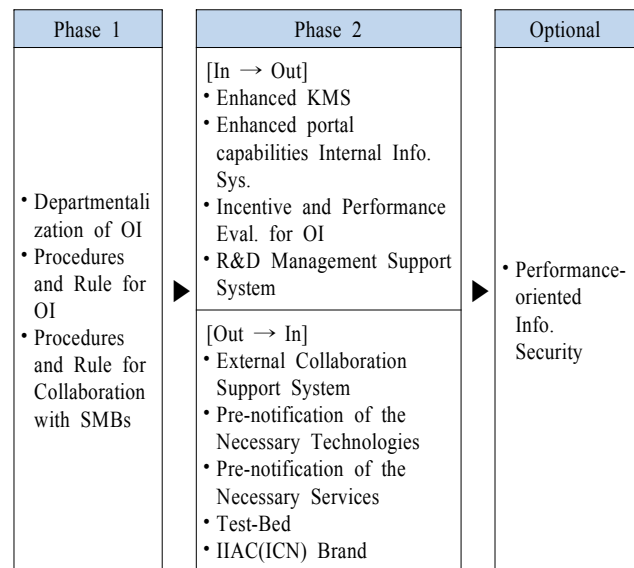 Phase 1
• Departmentali
zation of OI
• Procedures
and Rule for
OI
• Procedures
and Rule for
Collaboration
with SMBs
Phase 2
[In → Out]
• Enhanced KMS
• Enhanced portal
capabilities Internal Info.
Sys.
• Incentive and Performance
Eval. for OI
• R&D Management Support
System
[Out → In]
• External Collaboration
Support System
• Pre-notification of the
Necessary Technologies
• Pre-notification of the
Necessary Services
• Test-Bed
• IIAC(ICN) Brand
Optional
• Performance-
oriented
Info.
Security